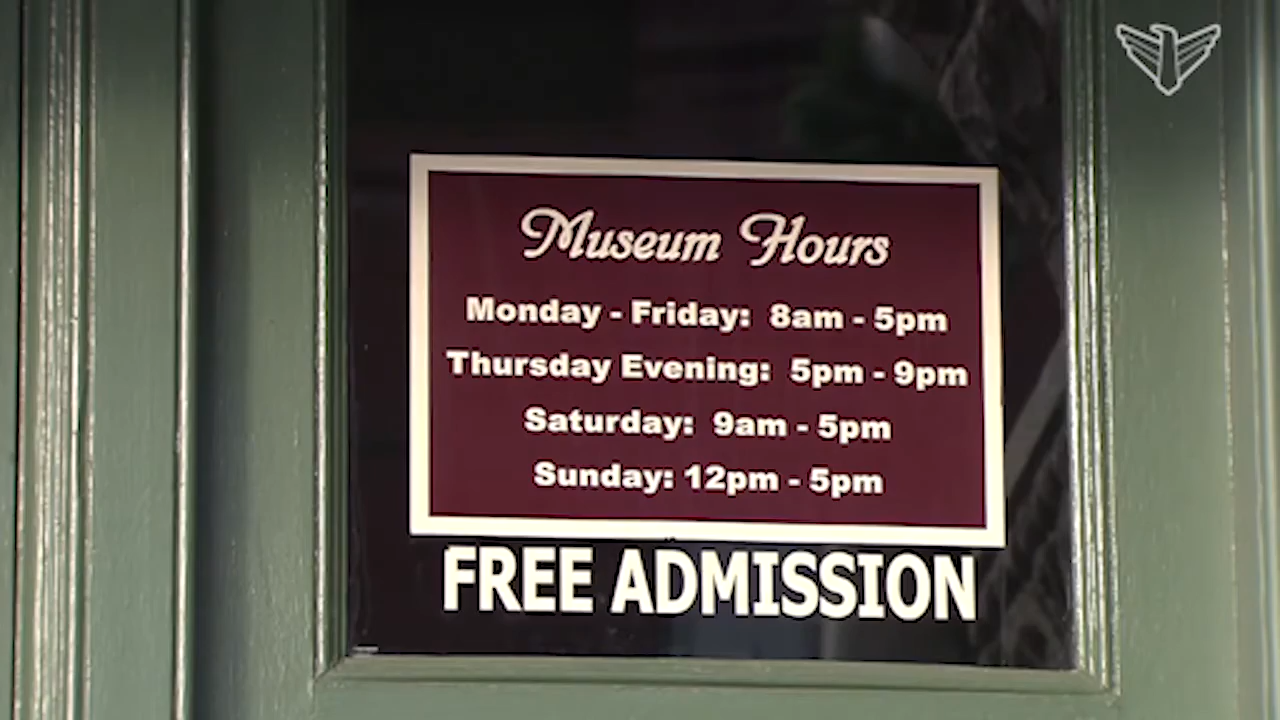 Museum Hours
Monday - Friday: 8am - 5pm
Thursday Evening: 5pm - 9pm
Saturday: 9am - 5pm
Sunday: 12pm - 5pm
FREE ADMISSION